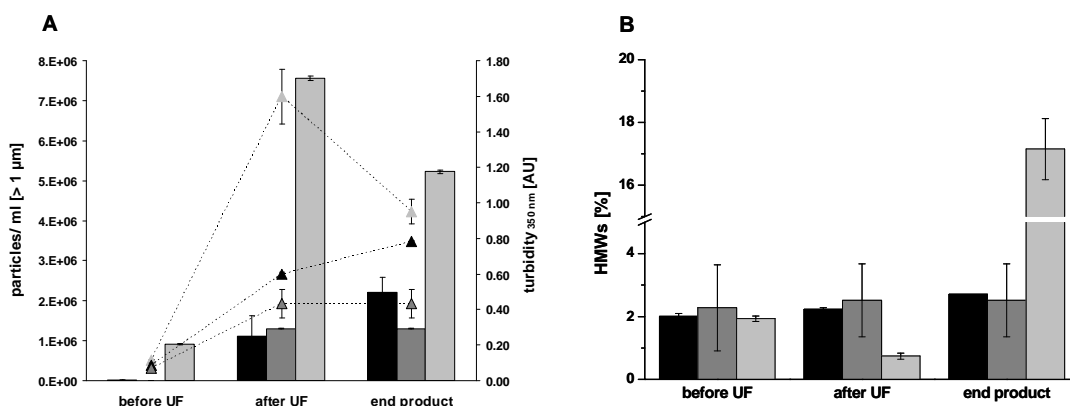 A
B
particles/ ml [> 1 µm]
8.E+06
7.E+06
6.E+06
5.E+06
4.E+06
3.E+06
2.E+06
1.E+06
0.E+00
1.80
1.60
1.40
1.20
1.00
0.80
0.60
0.40
0.20
0.00
turbidity 350 nm [AU]
before UF
after UF
end product
HMWs [%]
20
18
16
4
2
0
before UF
after UF
end product